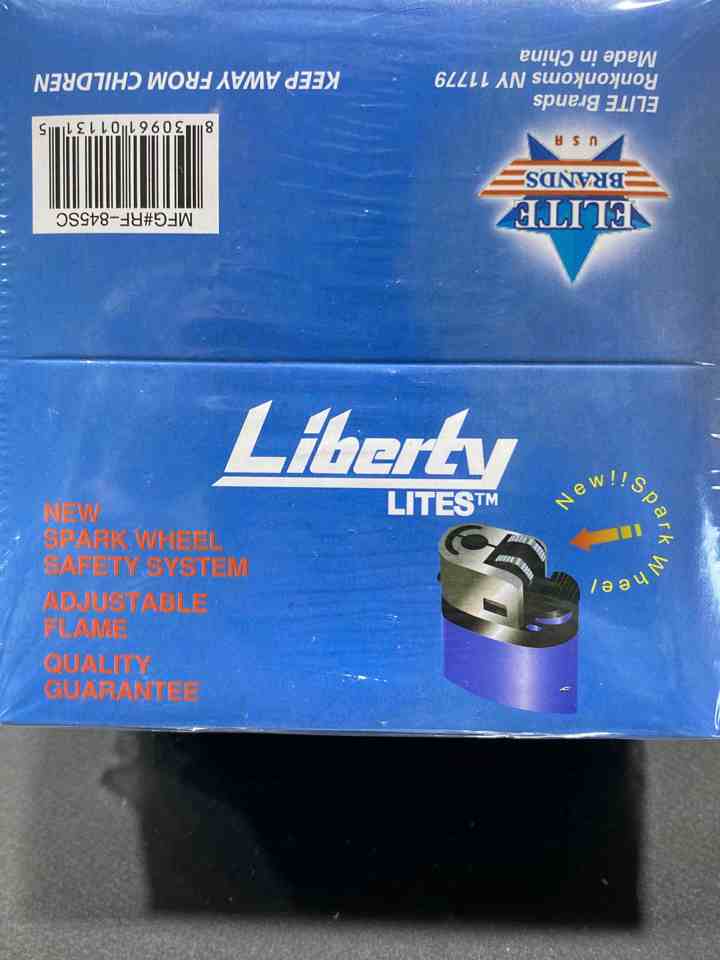 KEEP AWAY FROM CHILDREN
ELITE Brands
Ronkonkoms NY 11779
Made in China
MFG#RF-845SC
8 30961 01131 5
ELITE
BRANDS
USA
Liberty
LITES™
NEW
SPARK WHEEL
SAFETY SYSTEM
ADJUSTABLE
FLAME
QUALITY
GUARANTEE
New!! Spark Wheel